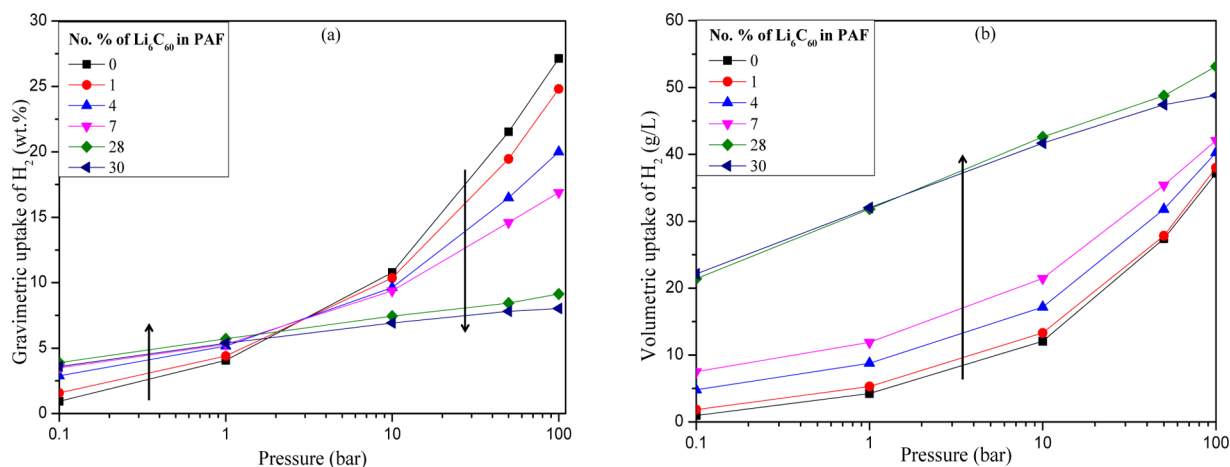 (a)
No. % of Li6C60 in PAF
0
1
4
7
28
30
Gravimetric uptake of H2 (wt.%)
30
25
20
15
10
5
0
0.1 1 10 100
Pressure (bar)
(b)
No. % of Li6C60 in PAF
0
1
4
7
28
30
Volumetric uptake of H2 (g/L)
60
50
40
30
20
10
0
0.1 1 10 100
Pressure (bar)